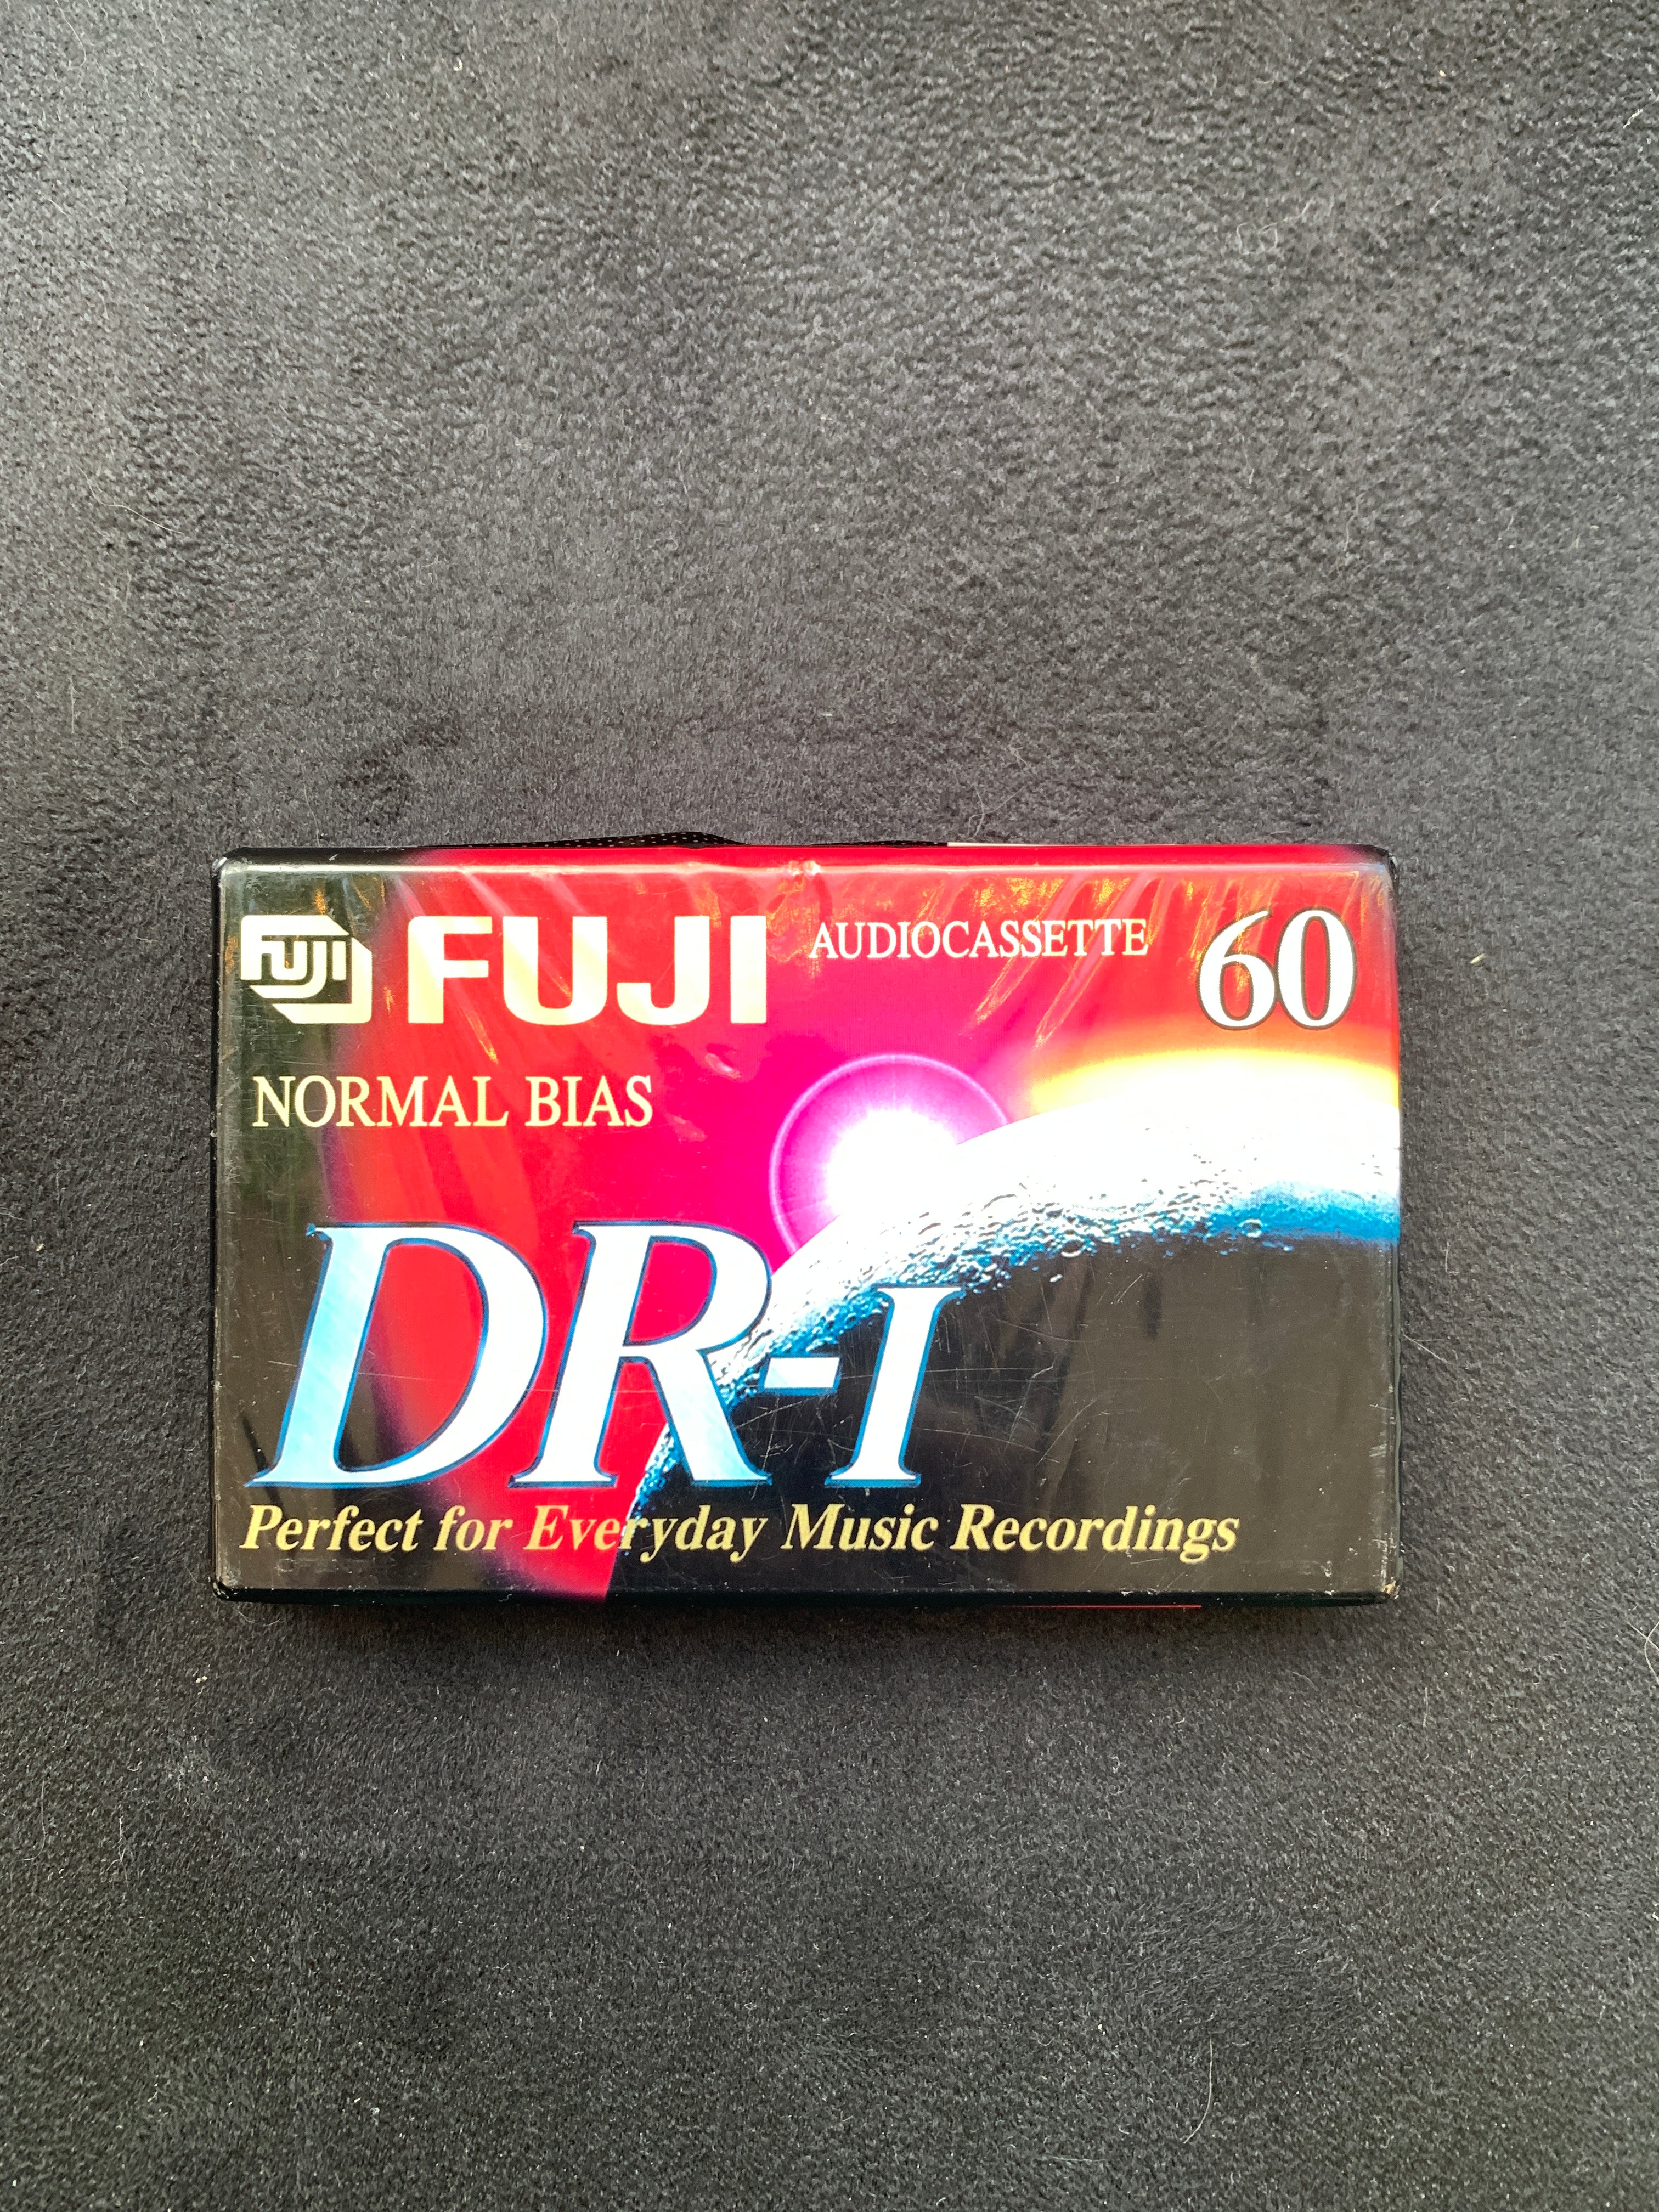 FUJI FUJI AUDIOCASSETTE 60
NORMAL BIAS
DR-I
Perfect for Everyday Music Recordings